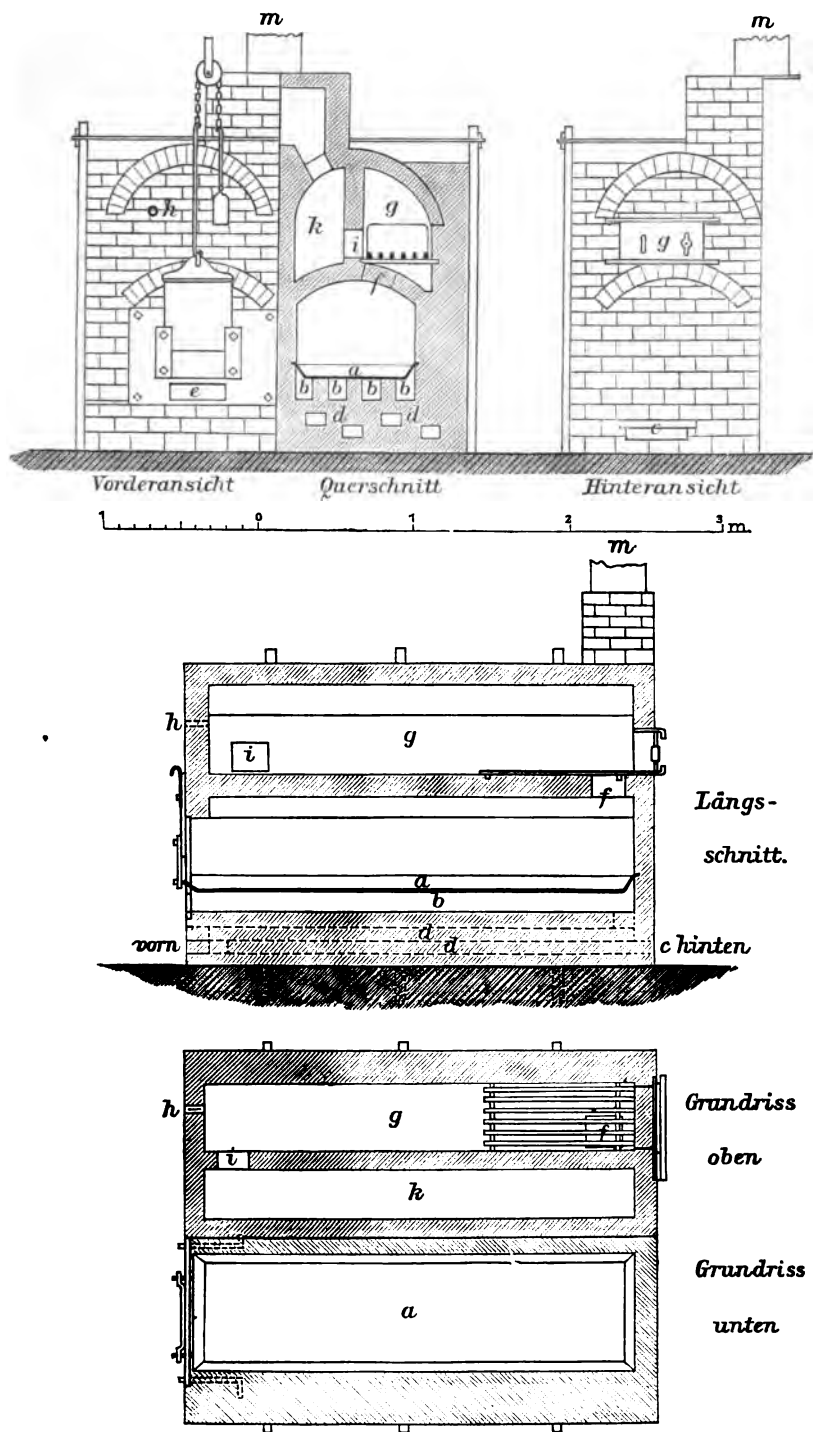 m
m
h
k
g
i
f
g
a
b b b b
e
d d
c
Vorderansicht Querschnitt Hinteransicht
1 0 1 2 3 m.
m
h
g
i
f
Längs-
schnitt.
a
b
d
vorn d c hinten
h
g
f
Grundriss
oben
i
k
Grundriss
a
unten